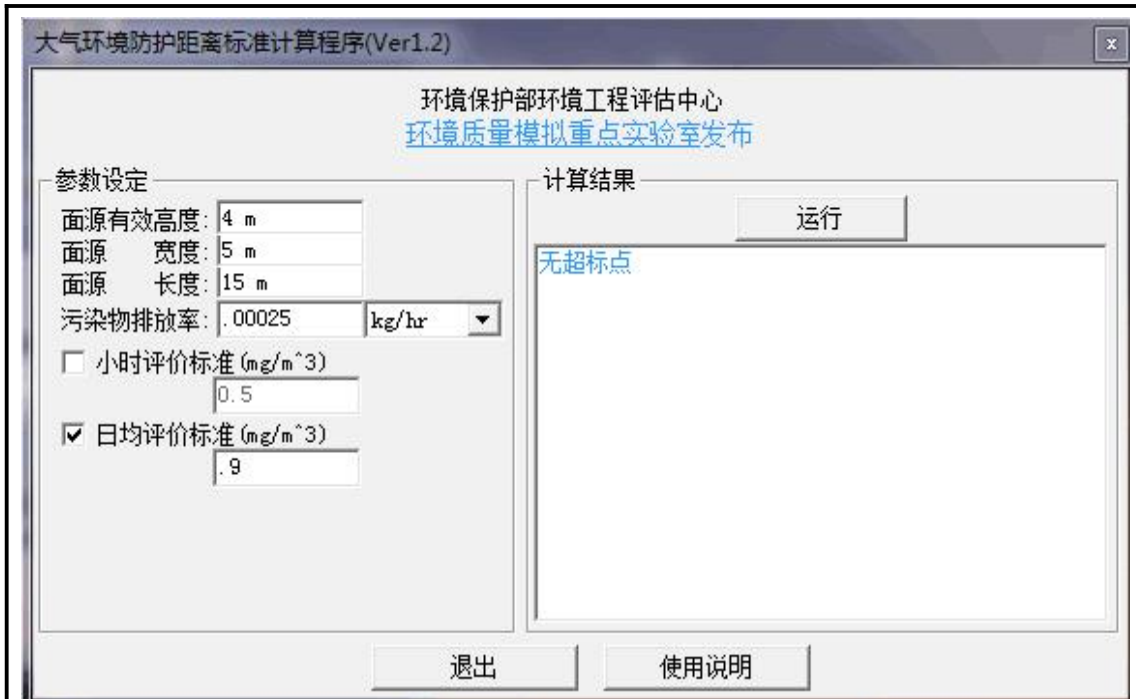 大气环境防护距离标准计算程序(Ver1.2)
x
环境保护部环境工程评估中心
环境质量模拟重点实验室发布
参数设定
面源有效高度: 4 m
面源 宽度: 5 m
面源 长度: 15 m
污染物排放率: .00025 kg/hr
小时评价标准(mg/m^3)
0.5
日均评价标准(mg/m^3)
.9
计算结果
运行
无超标点
退出 使用说明